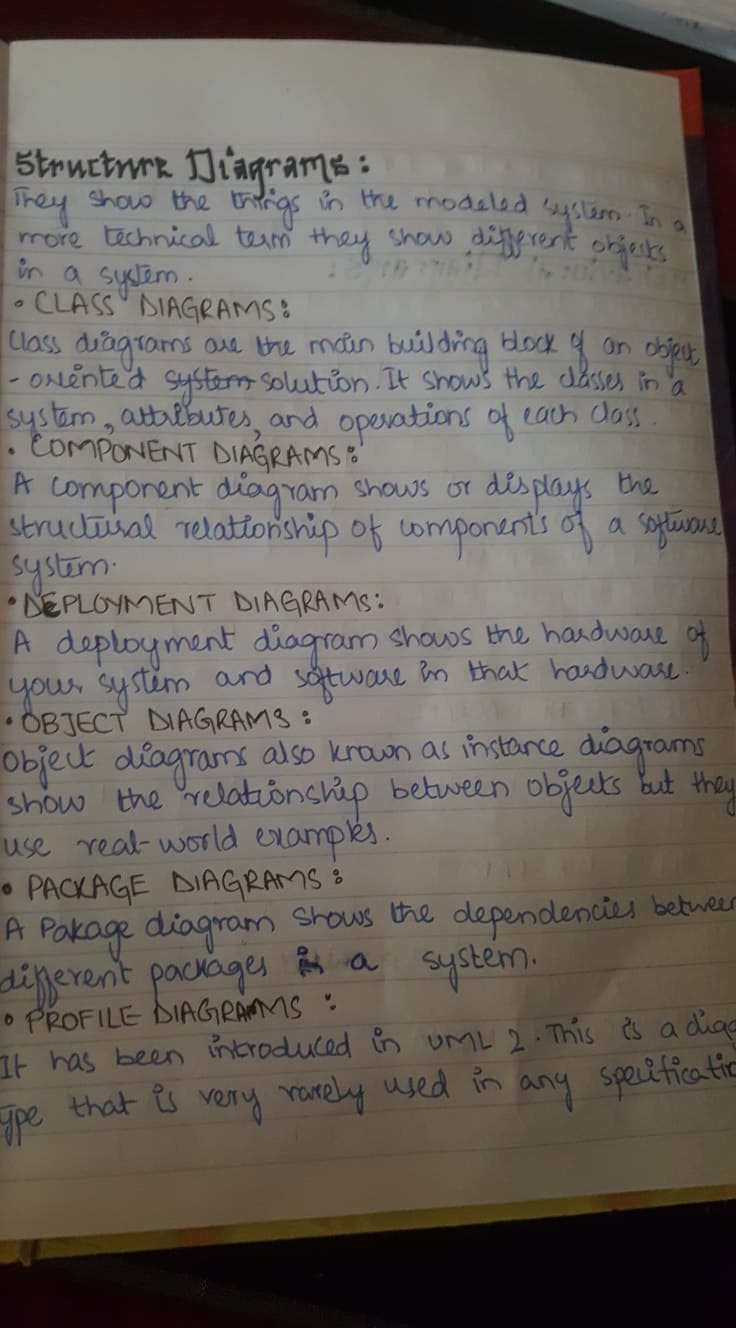 Structure Diagrams:
They show the things in the modeled system. In a
more technical term they show different objects
in a system.
• CLASS DIAGRAMS:
Class diagrams are the main building block of an object
-oriented system solution. It shows the classes in a
system, attributes, and operations of each class.
• COMPONENT DIAGRAMS:
A component diagram shows or displays the
structural relationship of components of a software
system.
• DEPLOYMENT DIAGRAMS:
A deployment diagram shows the hardware of
your system and software in that hardware.
• OBJECT DIAGRAMS:
Object diagrams also known as instance diagrams
show the relationship between objects but they
use real-world examples.
• PACKAGE DIAGRAMS:
A Pakage diagram shows the dependencies between
different packages in a system.
• PROFILE DIAGRAMS:
It has been introduced in UML 2. This is a diag
ype that is very rarely used in any specificatio